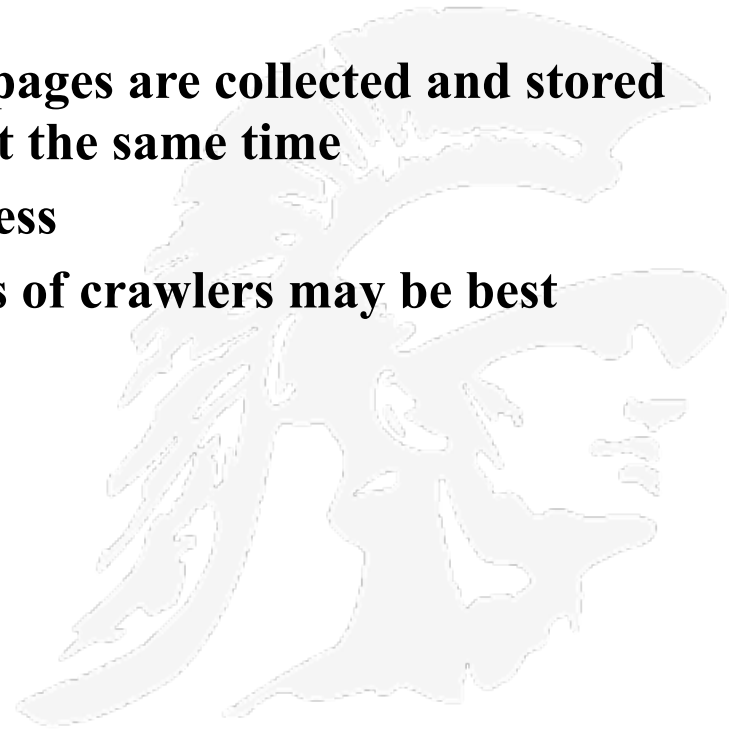 pages are collected and stored
t the same time
ess
s of crawlers may be best